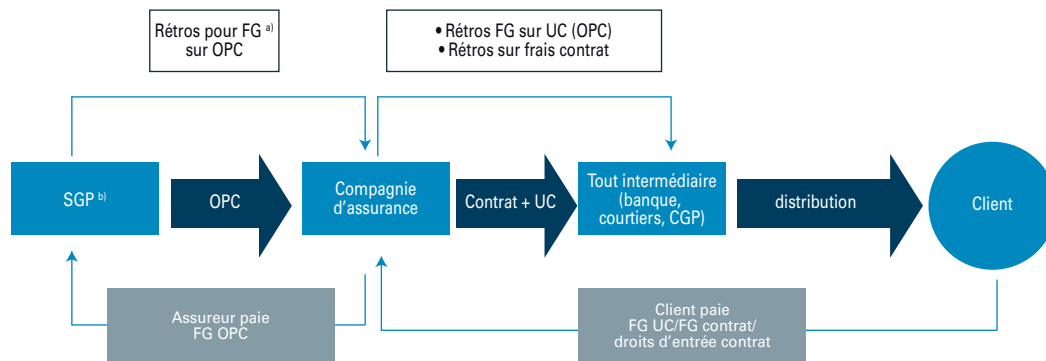 Rétros pour FG a)
sur OPC
• Rétros FG sur UC (OPC)
• Rétros sur frais contrat
SGP b)
OPC
Compagnie
d’assurance
Contrat + UC
Tout intermédiaire
(banque,
courtiers, CGP)
distribution
Client
Assureur paie
FG OPC
Client paie
FG UC/FG contrat/
droits d’entrée contrat